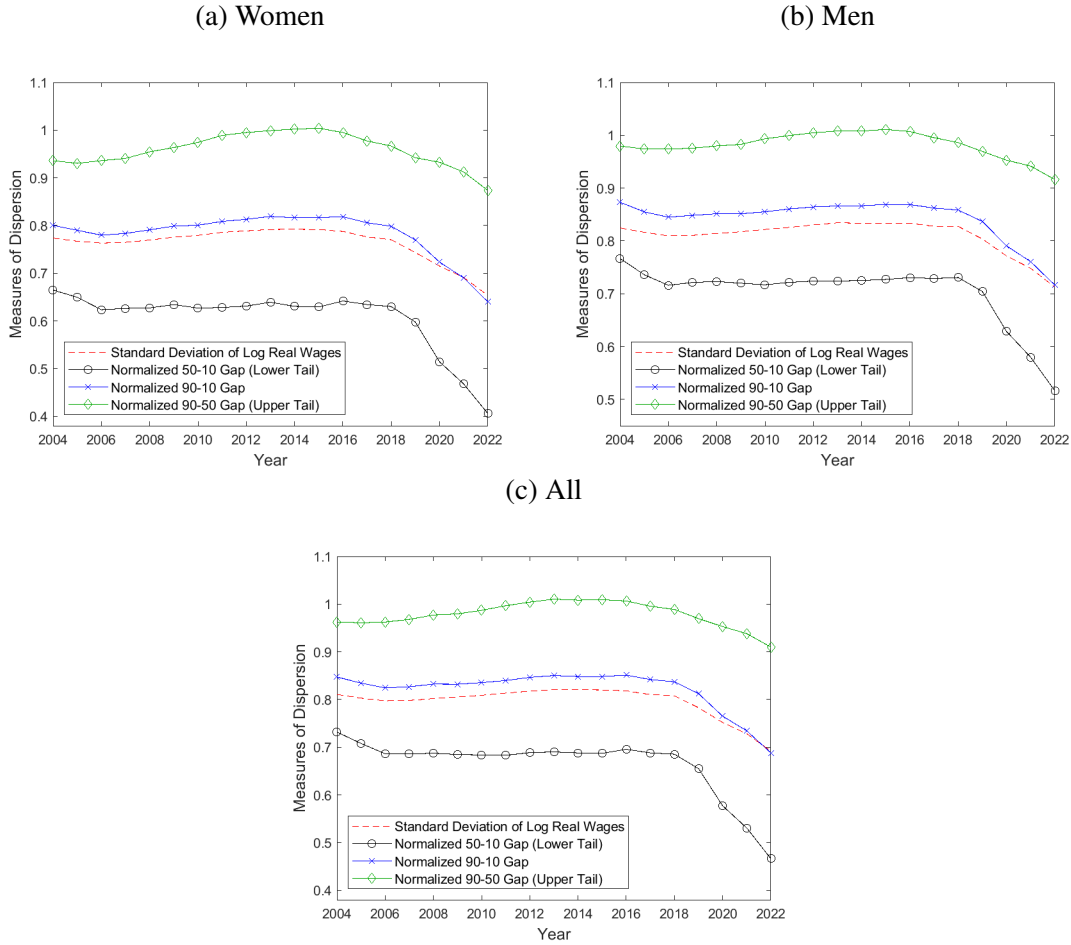 (a) Women
1.1
1
0.9
0.8
0.7
0.6
0.5
0.4
Measures of Dispersion
Standard Deviation of Log Real Wages
Normalized 50-10 Gap (Lower Tail)
Normalized 90-10 Gap
Normalized 90-50 Gap (Upper Tail)
2004 2006 2008 2010 2012 2014 2016 2018 2020 2022
Year
(b) Men
1.1
1
0.9
0.8
0.7
0.6
0.5
Measures of Dispersion
Standard Deviation of Log Real Wages
Normalized 50-10 Gap (Lower Tail)
Normalized 90-10 Gap
Normalized 90-50 Gap (Upper Tail)
2004 2006 2008 2010 2012 2014 2016 2018 2020 2022
Year
(c) All
1.1
1
0.9
0.8
0.7
0.6
0.5
0.4
Measures of Dispersion
Standard Deviation of Log Real Wages
Normalized 50-10 Gap (Lower Tail)
Normalized 90-10 Gap
Normalized 90-50 Gap (Upper Tail)
2004 2006 2008 2010 2012 2014 2016 2018 2020 2022
Year